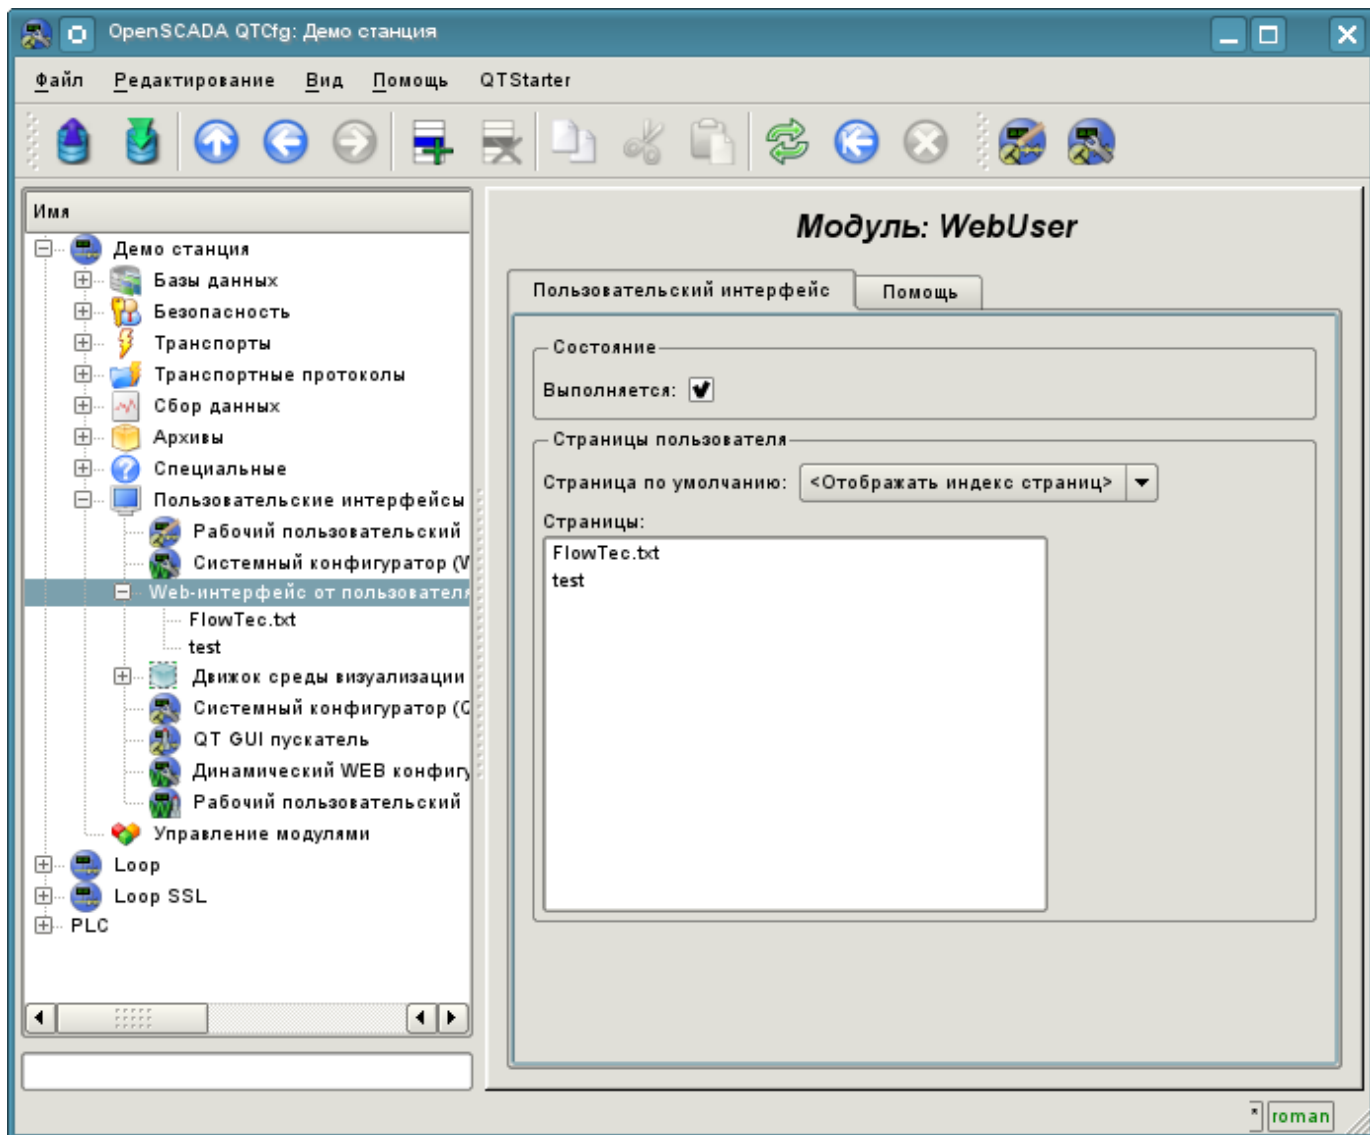 OpenSCADA QTCfg: Демо станция
Файл Редактирование Вид Помощь QTStarter
Имя
Демо станция
Базы данных
Безопасность
Транспорты
Транспортные протоколы
Сбор данных
Архивы
Специальные
Пользовательские интерфейсы
Рабочий пользовательский
Системный конфигуратор (
Web-интерфейс от пользователя
FlowTec.txt
test
Движок среды визуализации
Системный конфигуратор (
QT GUI пускатель
Динамический WEB конфигу
Рабочий пользовательский
Управление модулями
Loop
Loop SSL
PLC
Модуль: WebUser
Пользовательский интерфейс Помощь
Состояние
Выполняется:
Страницы пользователя
Страница по умолчанию: <Отображать индекс страниц>
Страницы:
FlowTec.txt
test
* roman